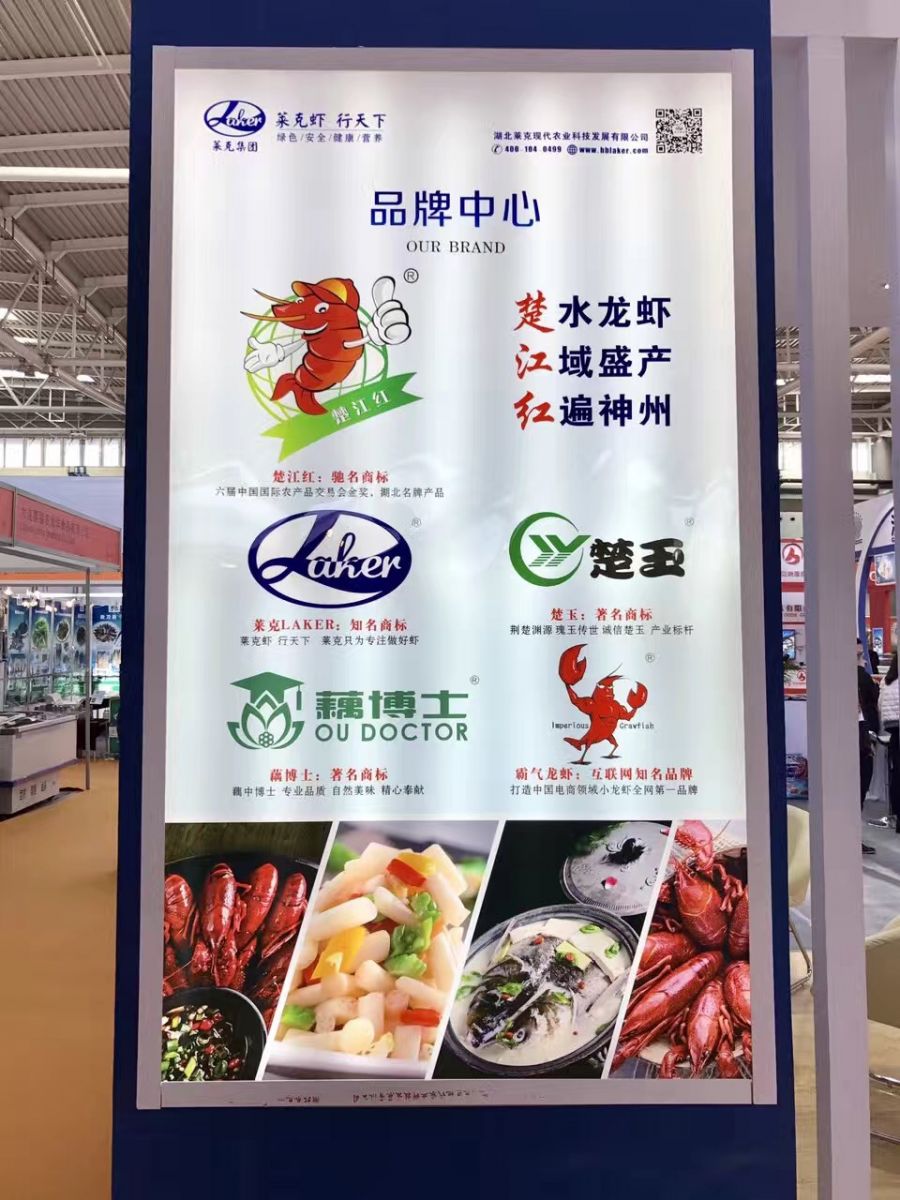 Laker
莱克集团
莱克虾 行天下
绿色/安全/健康/营养
湖北莱克现代农业科技发展有限公司
400-104-0499 www.hblaker.com
品牌中心
OUR BRAND
®
楚江红
楚水龙虾
江域盛产
红遍神州
楚江红:驰名商标
六届中国国际农产品交易会金奖、湖北名牌产品
Laker ®
莱克LAKER:知名商标
莱克虾 行天下 莱克只为专注做好虾
楚玉 ®
楚玉:著名商标
荆楚渊源 瑰玉传世 诚信楚玉 产业标杆
藕博士 ®
OU DOCTOR
藕博士:著名商标
藕中博士 专业品质 自然美味 精心奉献
®
Imperious Crawfish
霸气龙虾:互联网知名品牌
打造中国电商领域小龙虾全网第一品牌